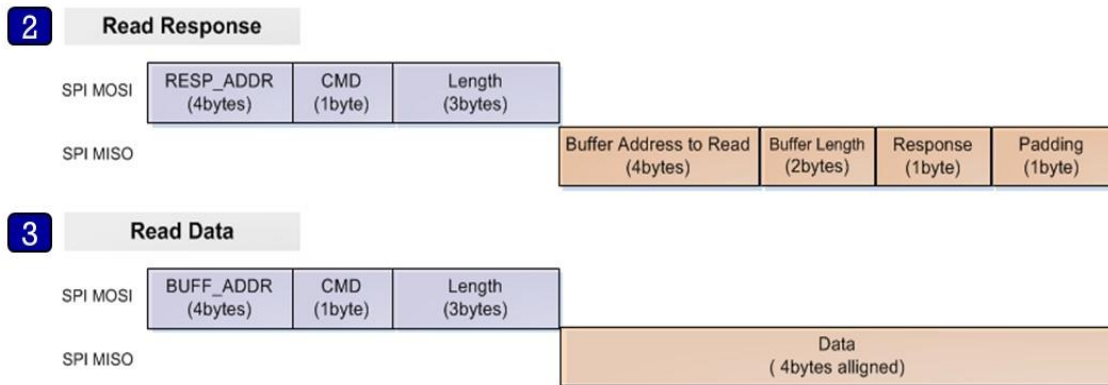 2 Read Response
SPI MOSI RESP_ADDR CMD Length
(4bytes) (1byte) (3bytes)
SPI MISO Buffer Address to Read Buffer Length Response Padding
(4bytes) (2bytes) (1byte) (1byte)
3 Read Data
SPI MOSI BUFF_ADDR CMD Length
(4bytes) (1byte) (3bytes)
SPI MISO Data
( 4bytes alligned)